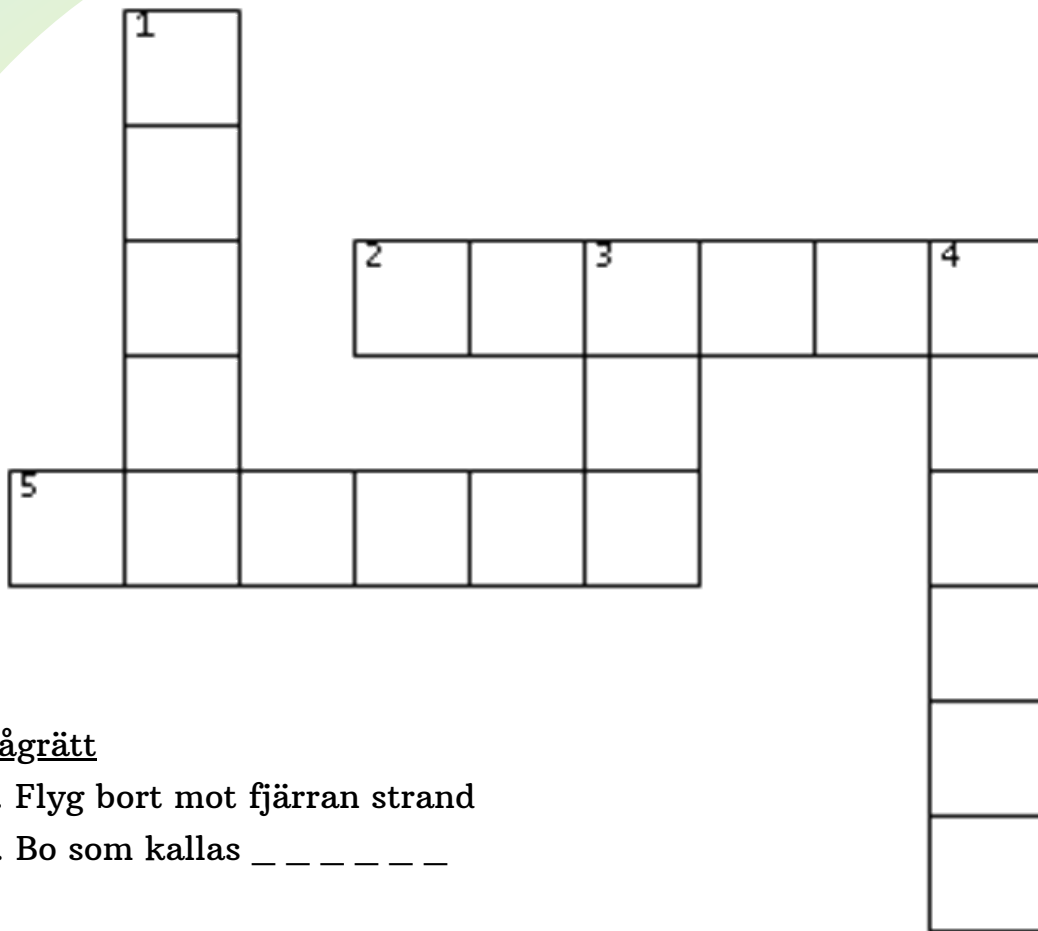 1
2 3 4
5
ågrätt
. Flyg bort mot fjärran strand
. Bo som kallas _ _ _ _ _ _